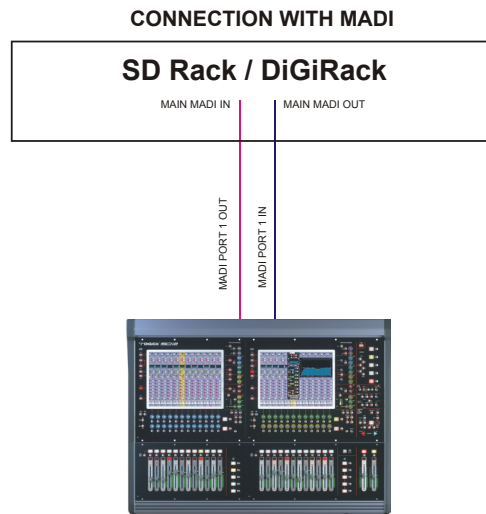 CONNECTION WITH MADI
SD Rack / DiGiRack
MAIN MADI IN
MAIN MADI OUT
MADI PORT 1 OUT
MADI PORT 1 IN